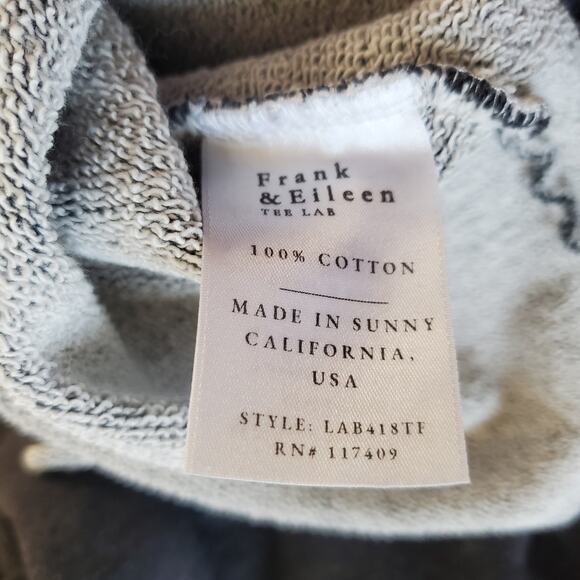 Frank
& Eileen
TEE LAB
100% COTTON
MADE IN SUNNY
CALIFORNIA,
USA
STYLE: LAB418TF
RN# 117409